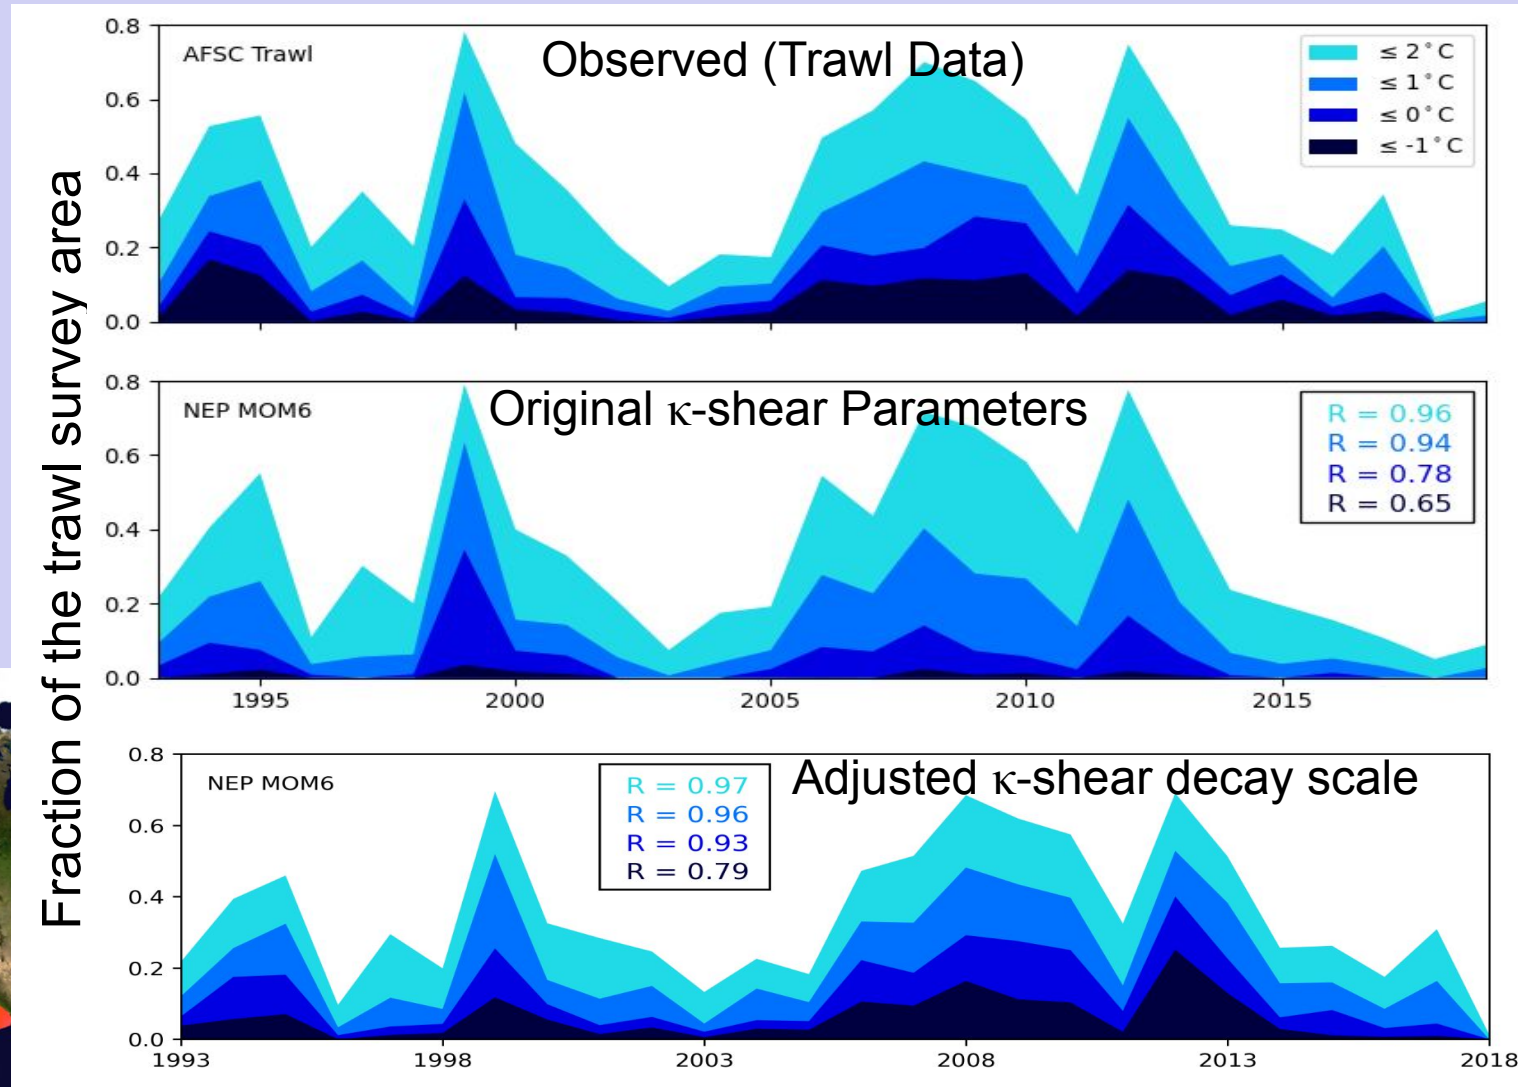 Fraction of the trawl survey area
AFSC Trawl
Observed (Trawl Data)
≤ 2°C
≤ 1°C
≤ 0°C
≤ -1°C
0.8
0.6
0.4
0.2
0.0
NEP MOM6
Original κ-shear Parameters
R = 0.96
R = 0.94
R = 0.78
R = 0.65
0.8
0.6
0.4
0.2
0.0
1995 2000 2005 2010 2015
NEP MOM6
R = 0.97
R = 0.96
R = 0.93
R = 0.79
Adjusted κ-shear decay scale
0.8
0.6
0.4
0.2
0.0
1993 1998 2003 2008 2013 2018